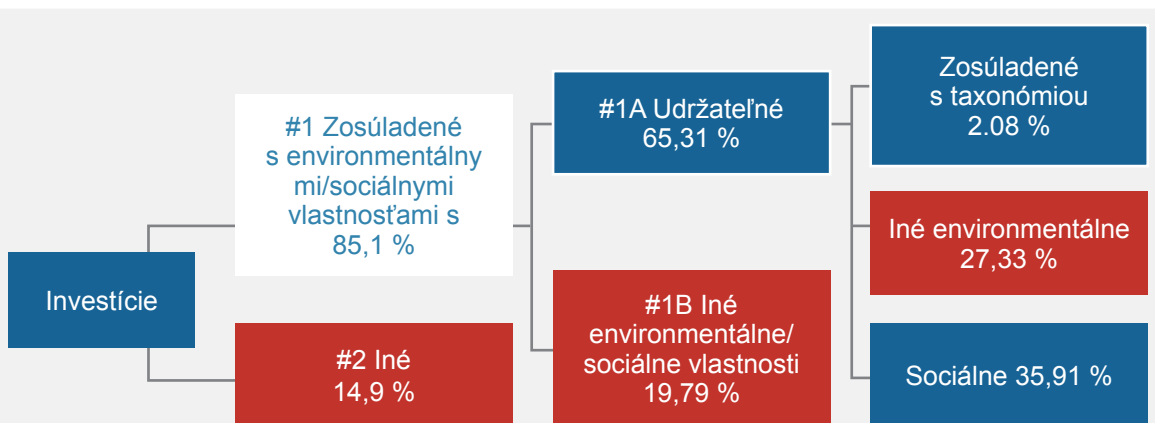 Investície
#1 Zosúladené
s environmentálny
mi/sociálnymi
vlastnosťami s
85,1 %
#2 Iné
14,9 %
#1A Udržateľné
65,31 %
#1B Iné
environmentálne/
sociálne vlastnosti
19,79 %
Zosúladené
s taxonómiou
2.08 %
Iné environmentálne
27,33 %
Sociálne 35,91 %